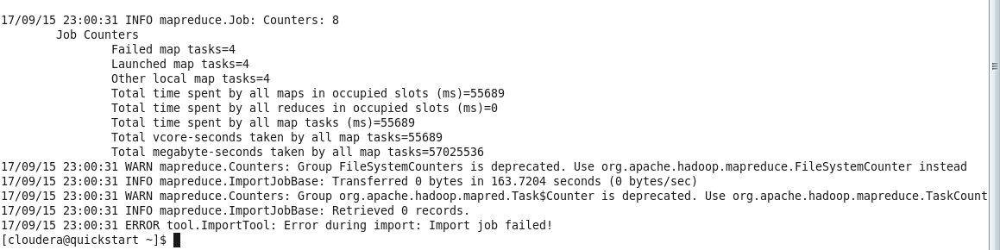 17/09/15 23:00:31 INFO mapreduce.Job: Counters: 8
Job Counters
Failed map tasks=4
Launched map tasks=4
Other local map tasks=4
Total time spent by all maps in occupied slots (ms)=55689
Total time spent by all reduces in occupied slots (ms)=0
Total time spent by all map tasks (ms)=55689
Total vcore-seconds taken by all map tasks=55689
Total megabyte-seconds taken by all map tasks=57025536
17/09/15 23:00:31 WARN mapreduce.Counters: Group FileSystemCounters is deprecated. Use org.apache.hadoop.mapreduce.FileSystemCounter instead
17/09/15 23:00:31 INFO mapreduce.ImportJobBase: Transferred 0 bytes in 163.7204 seconds (0 bytes/sec)
17/09/15 23:00:31 WARN mapreduce.Counters: Group org.apache.hadoop.mapred.Task$Counter is deprecated. Use org.apache.hadoop.mapreduce.TaskCount
17/09/15 23:00:31 INFO mapreduce.ImportJobBase: Retrieved 0 records.
17/09/15 23:00:31 ERROR tool.ImportTool: Error during import: Import job failed!
[cloudera@quickstart ~]$